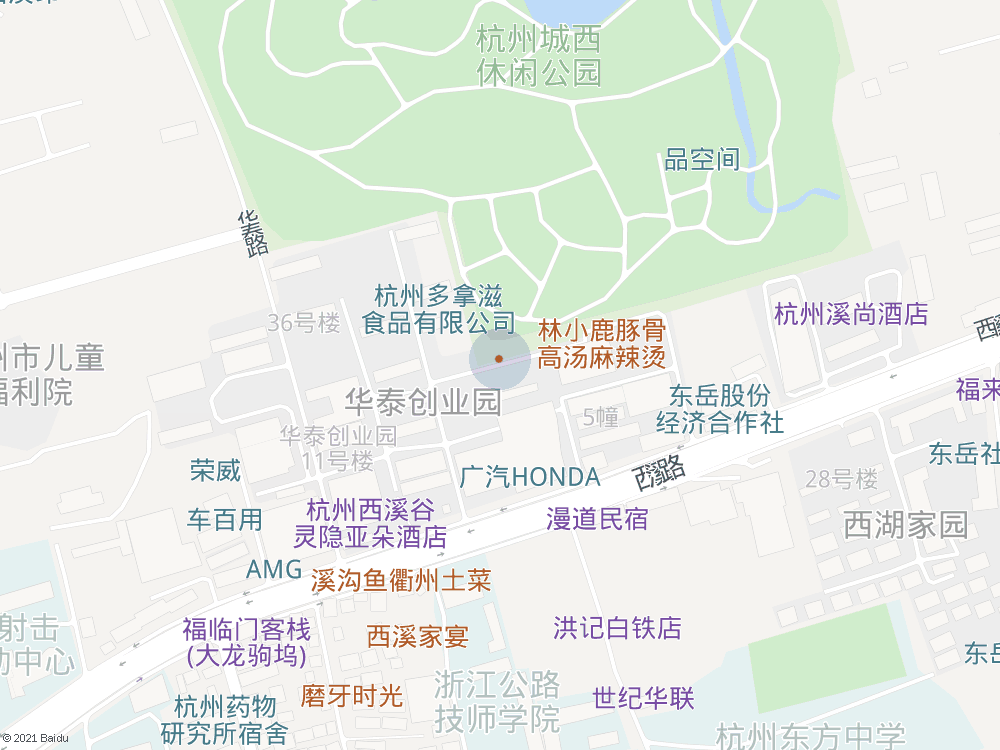 杭州城西
休闲公园
品空间
华泰路
杭州多拿滋
食品有限公司
36号楼
林小鹿豚骨
高汤麻辣烫
杭州溪尚酒店
州市儿童
福利院
华泰创业园
东岳股份
经济合作社
5幢
福来
华泰创业园
11号楼
荣威
广汽HONDA
西溪路
28号楼
东岳社
车百用
杭州西溪谷
灵隐亚朵酒店
漫道民宿
西湖家园
AMG
溪沟鱼衢州土菜
射击
动中心
福临门客栈
(大龙驹坞)
西溪家宴
洪记白铁店
东岳
杭州药物
研究所宿舍
磨牙时光
浙江公路
技师学院
世纪华联
杭州东方中学
© 2021 Baidu